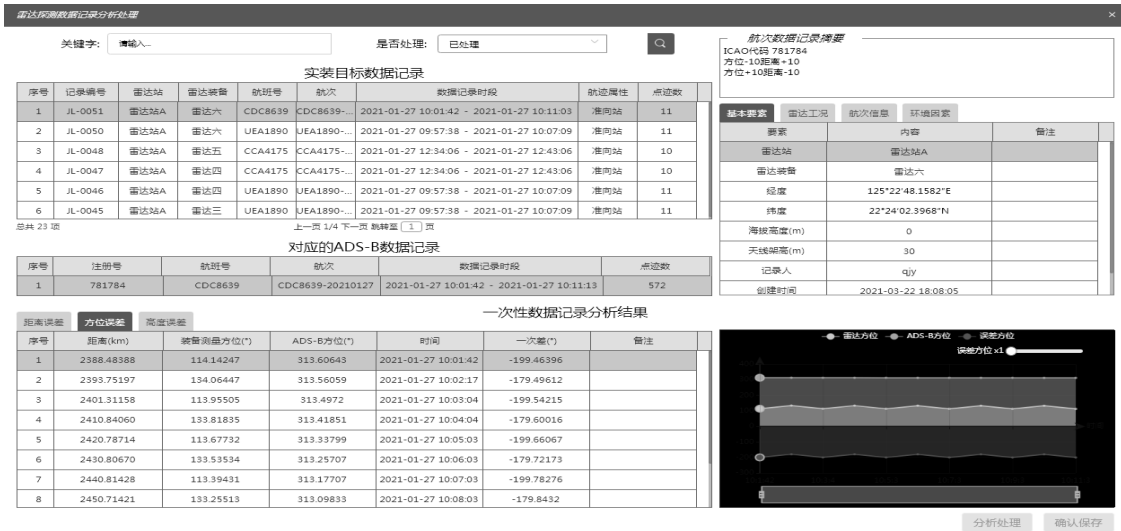 雷达探测数据记录分析处理 ×
关键字: 请输入... 是否处理: 已处理
实装目标数据记录
序号 记录编号 雷达站 雷达装备 航班号 航次 数据记录时段 航迹属性 点迹数
1 JL-0051 雷达站A 雷达六 CDC8639 CDC8639-... 2021-01-27 10:01:42 - 2021-01-27 10:11:03 准向站 11
2 JL-0050 雷达站A 雷达六 UEA1890 UEA1890-... 2021-01-27 09:57:38 - 2021-01-27 10:07:09 准向站 11
3 JL-0048 雷达站A 雷达五 CCA4175 CCA4175-... 2021-01-27 12:34:06 - 2021-01-27 12:43:06 准向站 10
4 JL-0047 雷达站A 雷达四 CCA4175 CCA4175-... 2021-01-27 12:34:06 - 2021-01-27 12:43:06 准向站 10
5 JL-0046 雷达站A 雷达四 UEA1890 UEA1890-... 2021-01-27 09:57:38 - 2021-01-27 10:07:09 准向站 11
6 JL-0045 雷达站A 雷达三 UEA1890 UEA1890-... 2021-01-27 09:57:38 - 2021-01-27 10:07:09 准向站 11
总共 23 项 上一页 1/4 下一页 跳转至 1 页
对应的ADS-B数据记录
序号 注册号 航班号 航次 数据记录时段 点迹数
1 781784 CDC8639 CDC8639-20210127 2021-01-27 10:01:42 - 2021-01-27 10:11:13 572
一次性数据记录分析结果
距离误差 方位误差 高度误差
序号 距离(km) 装备测量方位(°) ADS-B方位(°) 时间 一次差(°) 备注
1 2388.48388 114.14247 313.60643 2021-01-27 10:01:42 -199.46396
2 2393.75197 134.06447 313.56059 2021-01-27 10:02:17 -179.49612
3 2401.31158 113.95505 313.4972 2021-01-27 10:03:04 -199.54215
4 2410.84060 133.81835 313.41851 2021-01-27 10:04:04 -179.60016
5 2420.78714 113.67732 313.33799 2021-01-27 10:05:03 -199.66067
6 2430.80670 133.53534 313.25707 2021-01-27 10:06:03 -179.72173
7 2440.81428 113.39431 313.17707 2021-01-27 10:07:03 -199.78276
8 2450.71421 133.25513 313.09833 2021-01-27 10:08:03 -179.8432
航次数据记录摘要
ICAO代码 781784
方位-10距离+10
方位+10距离-10
基本要素 雷达工况 航次信息 环境因素
要素 内容 备注
雷达站 雷达站A
雷达装备 雷达六
经度 125°22'48.1582"E
纬度 22°24'02.3968"N
海拔高度(m) 0
天线架高(m) 30
记录人 qjy
创建时间 2021-03-22 18:08:05
雷达方位 ADS-B方位 误差方位
误差方位 x1
分析处理 确认保存